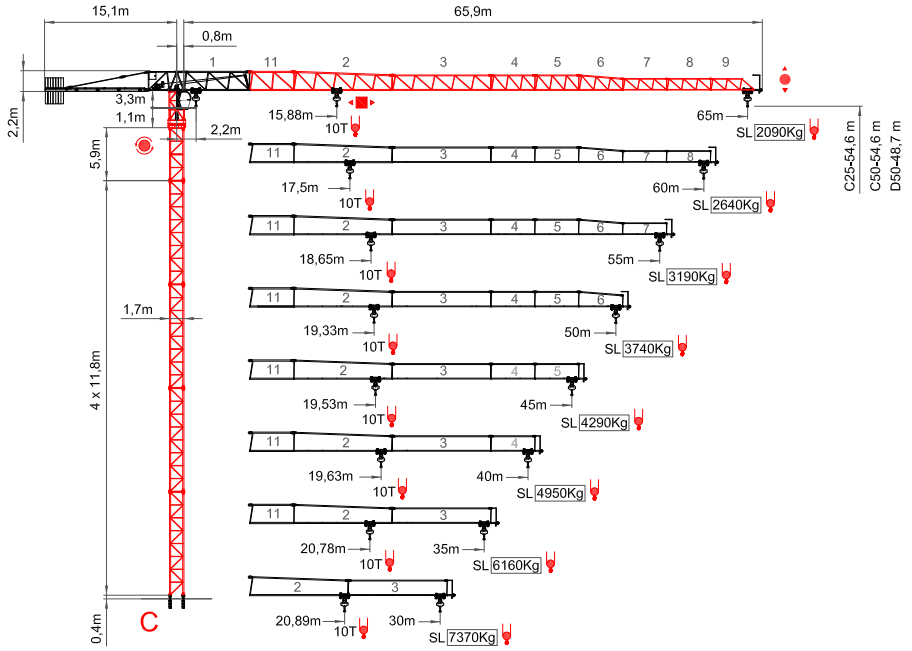 15,1m
65,9m
0,8m
1 11 2 3 4 5 6 7 8 9
2,2m
3,3m
1,1m
2,2m
15,88m
65m
10T
SL 2090Kg
5,9m
C25-54,6 m
C50-54,6 m
D50-48,7 m
11 2 3 4 5 6 7 8
17,5m
60m
10T
SL 2640Kg
11 2 3 4 5 6 7
18,65m
55m
10T
SL 3190Kg
1,7m
11 2 3 4 5 6
19,33m
50m
10T
SL 3740Kg
4 x 11,8m
11 2 3 4 5
19,53m
45m
10T
SL 4290Kg
11 2 3 4
19,63m
40m
10T
SL 4950Kg
11 2 3
20,78m
35m
10T
SL 6160Kg
2 3
20,89m
30m
10T
SL 7370Kg
0,4m
C